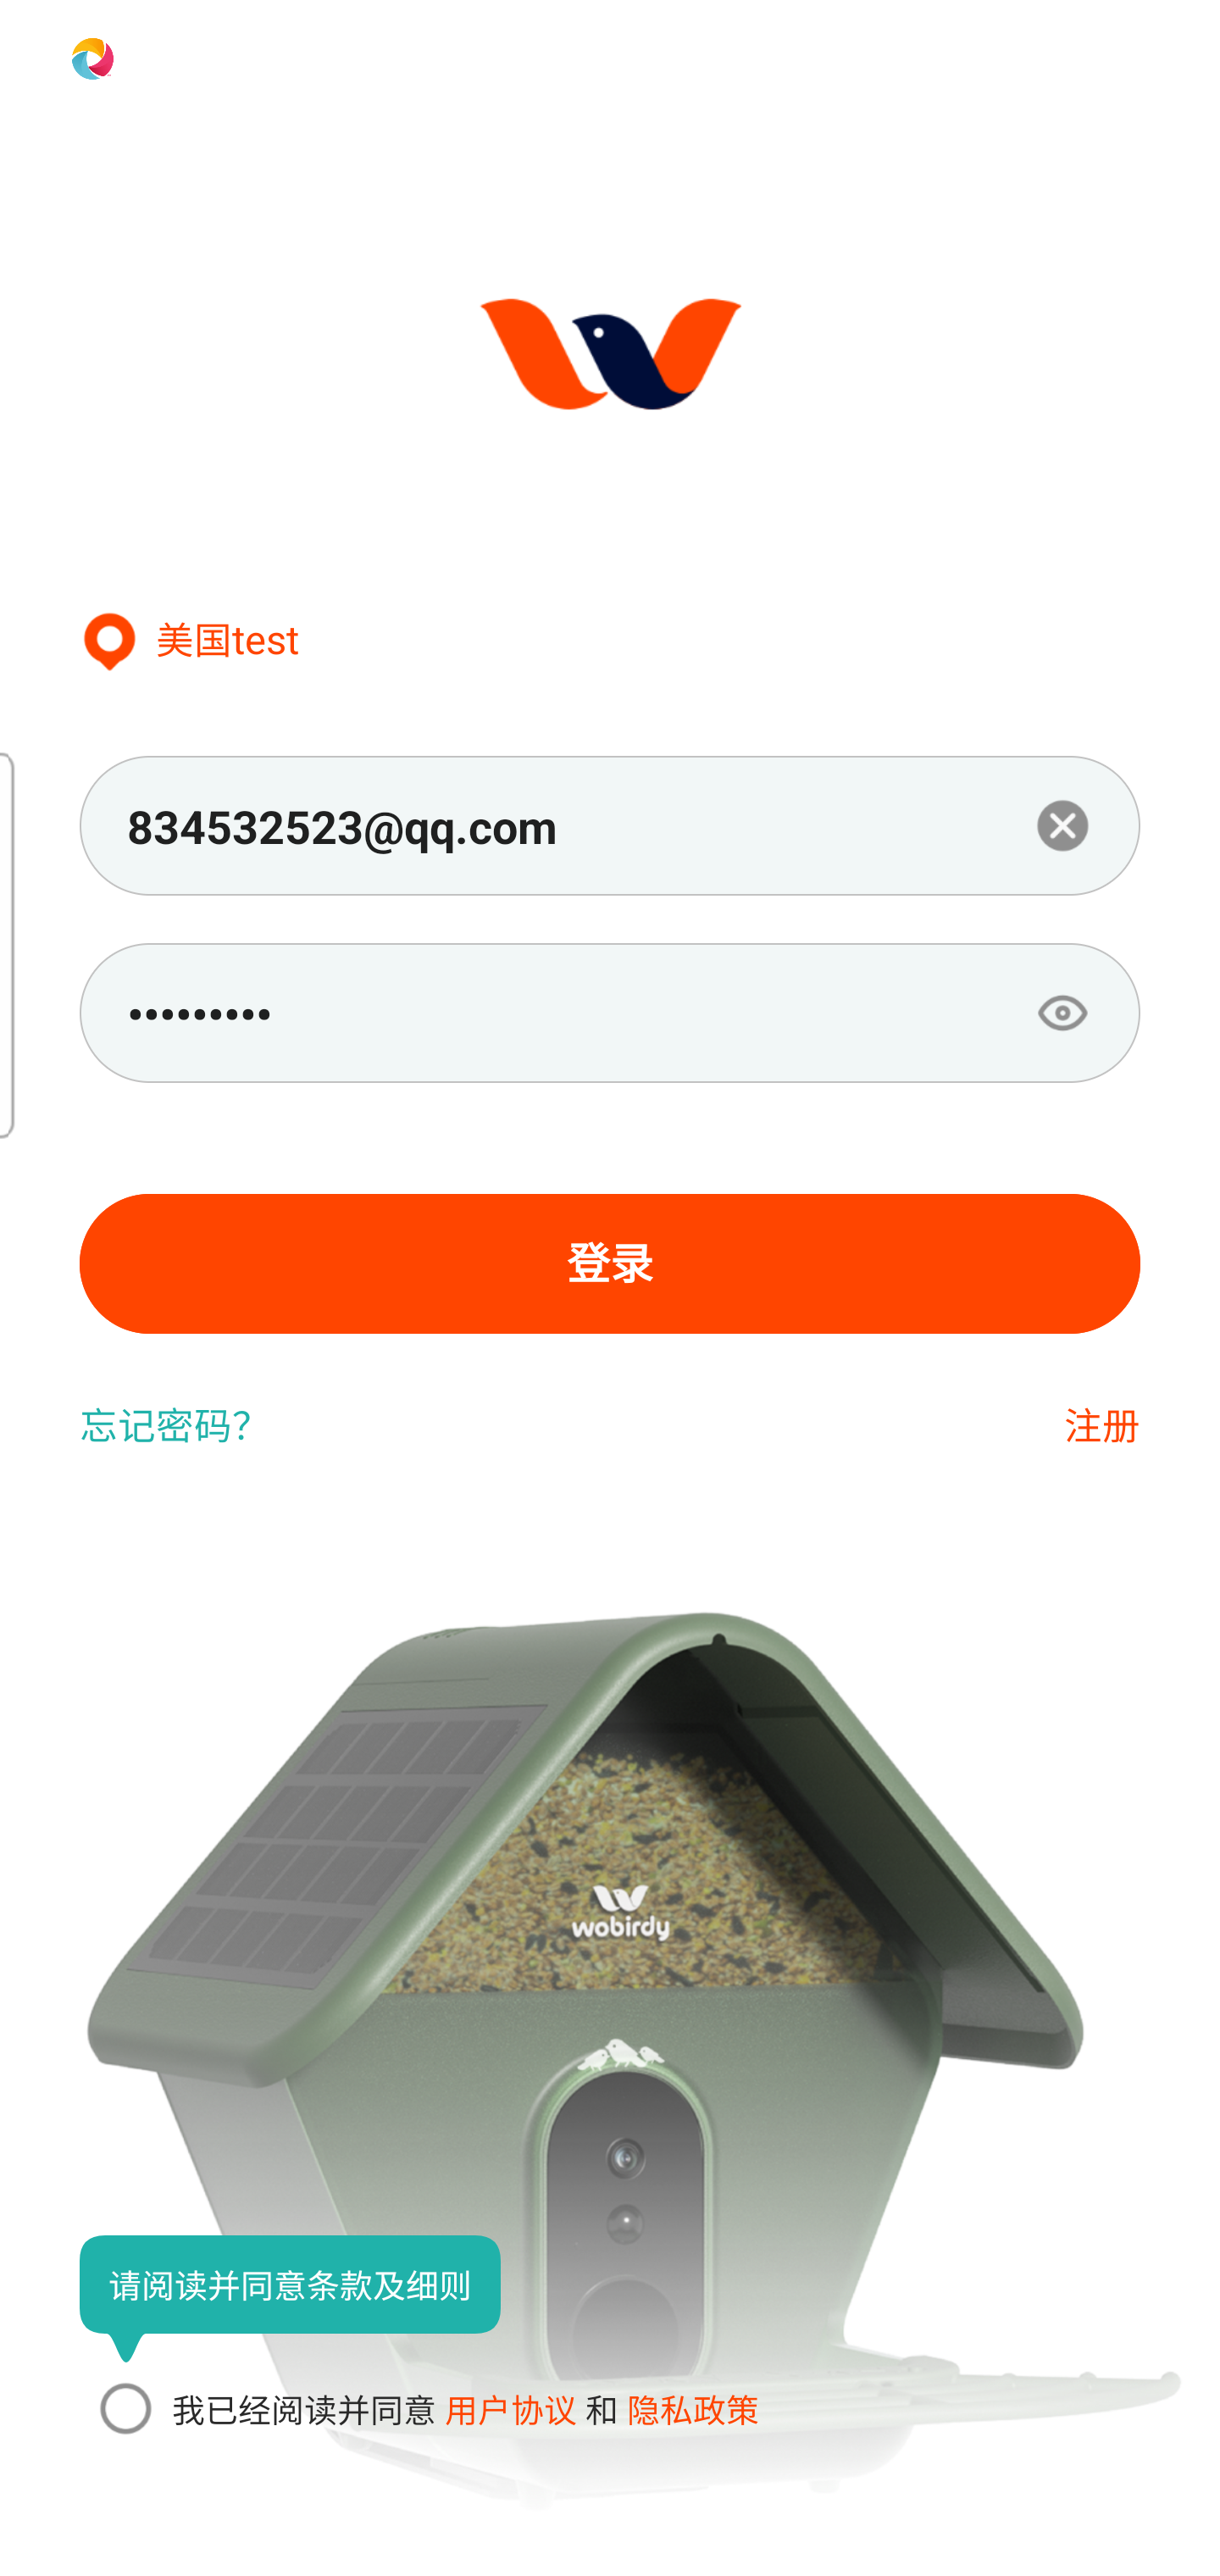 美国test
834532523@qq.com
•••••••••
登录
忘记密码?
注册
wobirdy
请阅读并同意条款及细则
我已经阅读并同意 用户协议 和 隐私政策